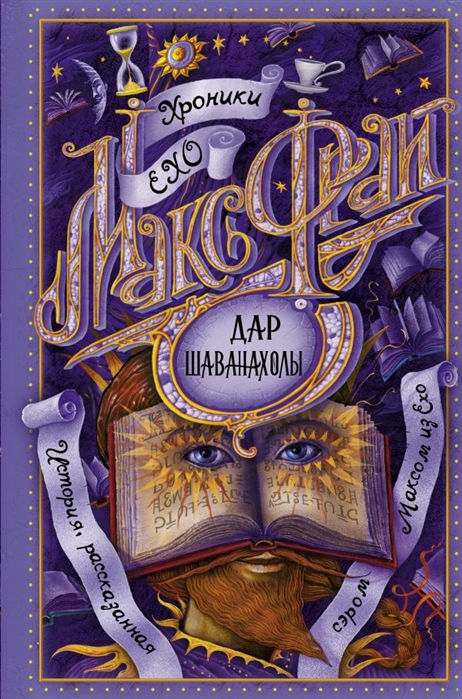 Хроники
ЕХО
Макс Фрай
ДАР
ШАВАНАХОЛЫ
История, рассказанная
сэром Максом из Ехо